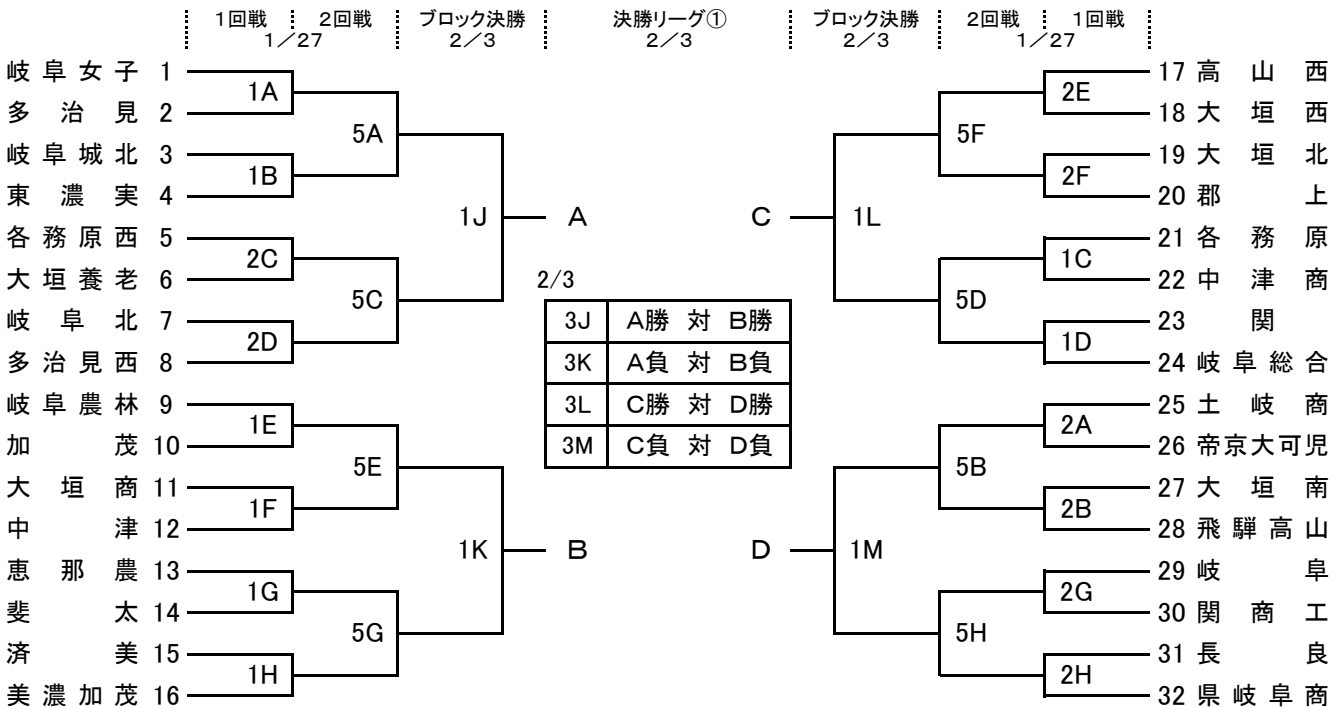 1回戦 2回戦 ブロック決勝 決勝リーグ① ブロック決勝 2回戦 1回戦
1／27 2／3 2／3 2／3 1／27
岐阜女子 1 17 高山西
1A 2E
多治見 2 18 大垣西
5A 5F
岐阜城北 3 19 大垣北
1B 2F
東濃実 4 20 郡上
1J A C 1L
各務原西 5 21 各務原
2C 1C
大垣養老 6 22 中津商
2/3
5C 5D
岐阜北 7 23 関
3J A勝 対 B勝
2D 1D
多治見西 8 24 岐阜総合
3K A負 対 B負
岐阜農林 9 25 土岐商
3L C勝 対 D勝
1E 2A
加茂 10 26 帝京大可児
3M C負 対 D負
5E 5B
大垣商 11 27 大垣南
1F 2B
中津 12 28 飛騨高山
1K B D 1M
恵那農 13 29 岐阜
1G 2G
斐太 14 30 関商工
5G 5H
済美 15 31 長良
1H 2H
美濃加茂 16 32 県岐阜商